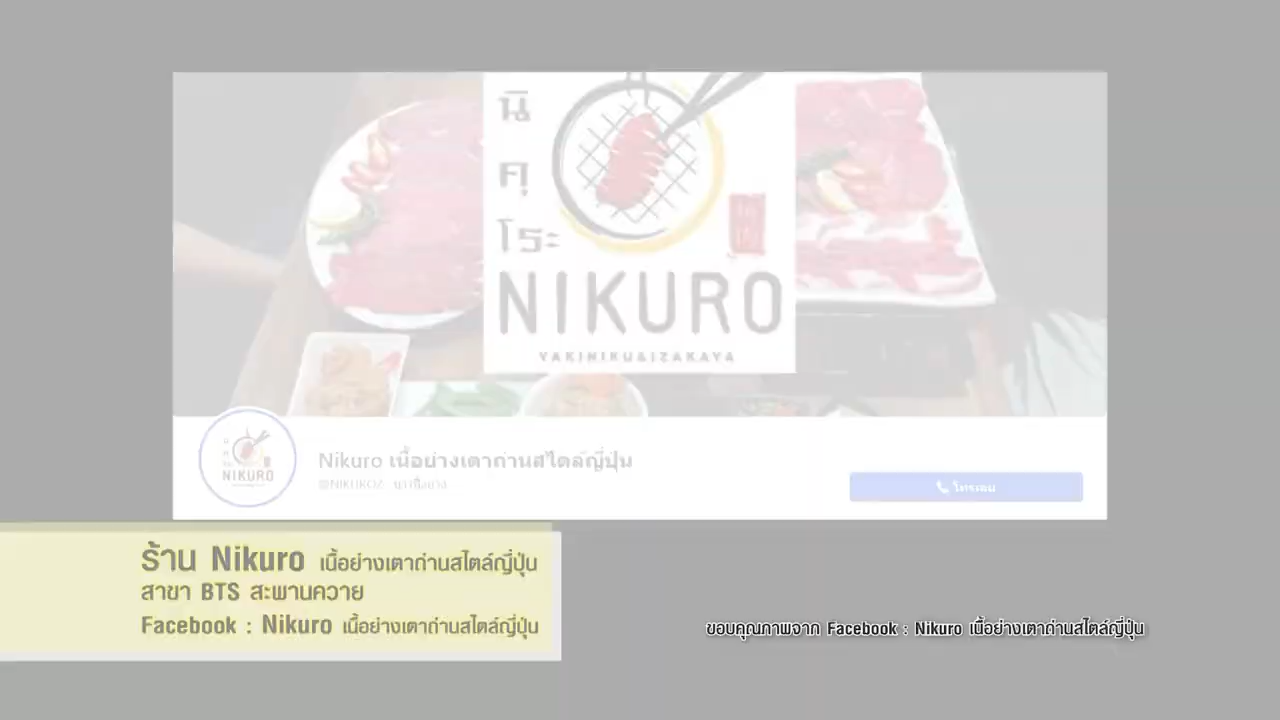 นิ
คุ
โระ
NIKURO
YAKINIKU&IZAKAYA
NIKURO
Nikuro เนื้อย่างเตาถ่านสไตล์ญี่ปุ่น
โทรเลย
ร้าน Nikuro เนื้อย่างเตาถ่านสไตล์ญี่ปุ่น
สาขา BTS สะพานควาย
Facebook : Nikuro เนื้อย่างเตาถ่านสไตล์ญี่ปุ่น
ขอบคุณภาพจาก Facebook : Nikuro เนื้อย่างเตาถ่านสไตล์ญี่ปุ่น